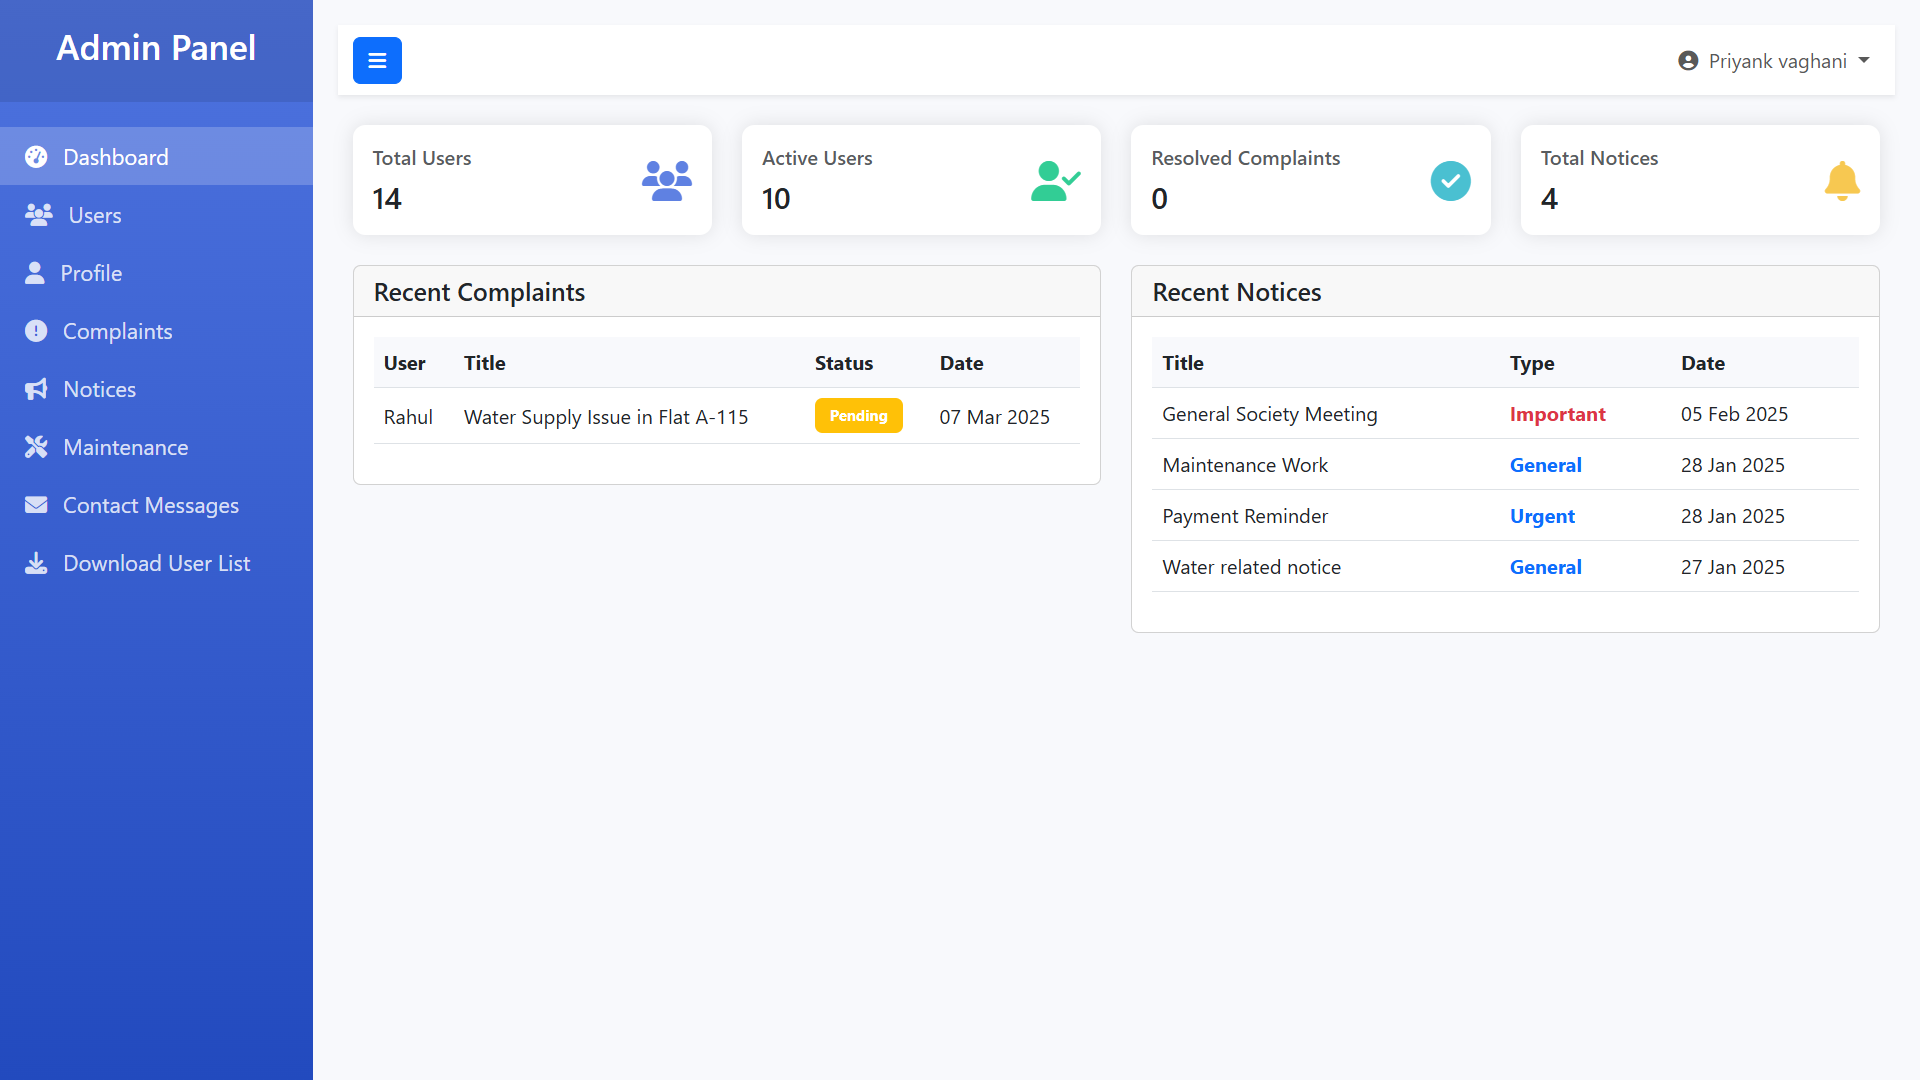 Admin Panel
Dashboard
Users
Profile
Complaints
Notices
Maintenance
Contact Messages
Download User List
Priyank vaghani
Total Users
14
Active Users
10
Resolved Complaints
0
Total Notices
4
Recent Complaints
User Title Status Date
Rahul Water Supply Issue in Flat A-115 Pending 07 Mar 2025
Recent Notices
Title Type Date
General Society Meeting Important 05 Feb 2025
Maintenance Work General 28 Jan 2025
Payment Reminder Urgent 28 Jan 2025
Water related notice General 27 Jan 2025